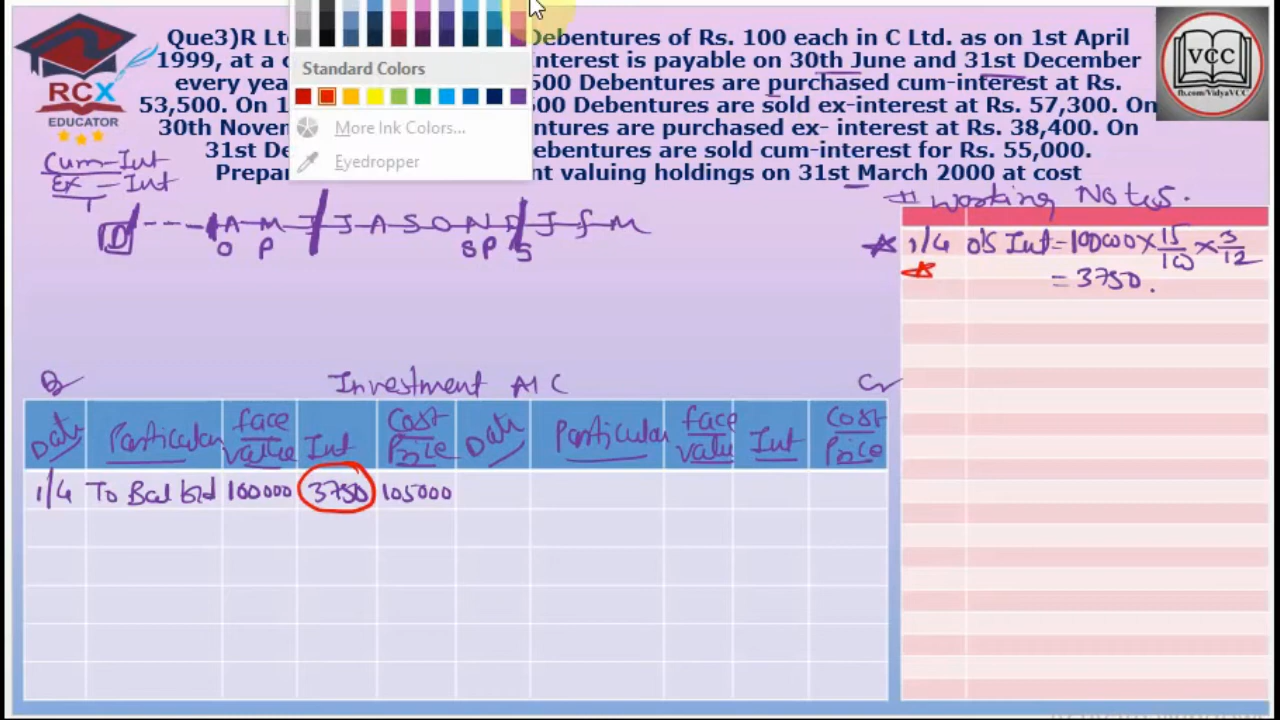 Que3)R Lt
Debentures of Rs. 100 each in C Ltd. as on 1st April
1999, at a c
Interest is payable on 30th June and 31st December
every yea
500 Debentures are purchased cum-interest at Rs.
53,500. On 1
500 Debentures are sold ex-interest at Rs. 57,300. On
30th Novem
entures are purchased ex- interest at Rs. 38,400. On
31st De
ebentures are sold cum-interest for Rs. 55,000.
Prepar
nt valuing holdings on 31st March 2000 at cost
Standard Colors
More Ink Colors...
Eyedropper
RCX
EDUCATOR
VCC
fb.com/VidyaVCC
Cum-Int
Ex - Int
D --- A M J J A S O N D J F M
O P S P S
# Working Notes.
1/4 O/S Int = 100000 × 15/100 × 3/12
= 3750.
Dr Investment A/C Cr
Date Particular face value Int Cost Price Date Particular face value Int Cost Price
1/4 To Bal b/d 100000 3750 105000